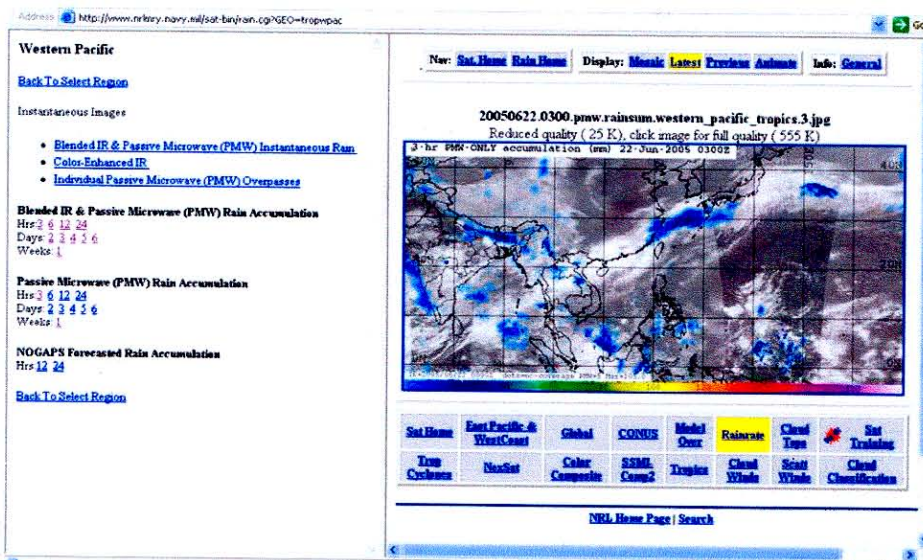 Address http://www.nrlmry.navy.mil/sat-bin/rain.cgi?GEO=tropwpac Go
Western Pacific
Back To Select Region
Instantaneous Images
Blended IR & Passive Microwave (PMW) Instantaneous Rain
Color-Enhanced IR
Individual Passive Microwave (PMW) Overpasses
Blended IR & Passive Microwave (PMW) Rain Accumulation
Hrs:3 6 12 24
Days: 2 3 4 5 6
Weeks: 1
Passive Microwave (PMW) Rain Accumulation
Hrs:3 6 12 24
Days: 2 3 4 5 6
Weeks: 1
NOGAPS Forecasted Rain Accumulation
Hrs:12 24
Back To Select Region
Nav: Sat. Home Rain Home Display: Mosaic Latest Previous Animate Info: General
20050622.0300.pmw.rainsum.western_pacific_tropics.3.jpg
Reduced quality ( 25 K), click image for full quality ( 555 K)
3-hr PMW-ONLY accumulation (mm) 22-Jun-2005 0300Z
40N
20N
Sat Home East Pacific & WestCoast Global CONUS Model Over Rainrate Cloud Tops Sat Training
Trop Cyclones NexSat Color Composite SSMI Comp2 Tropics Cloud Winds Scatt Winds Cloud Classification
NRL Home Page | Search